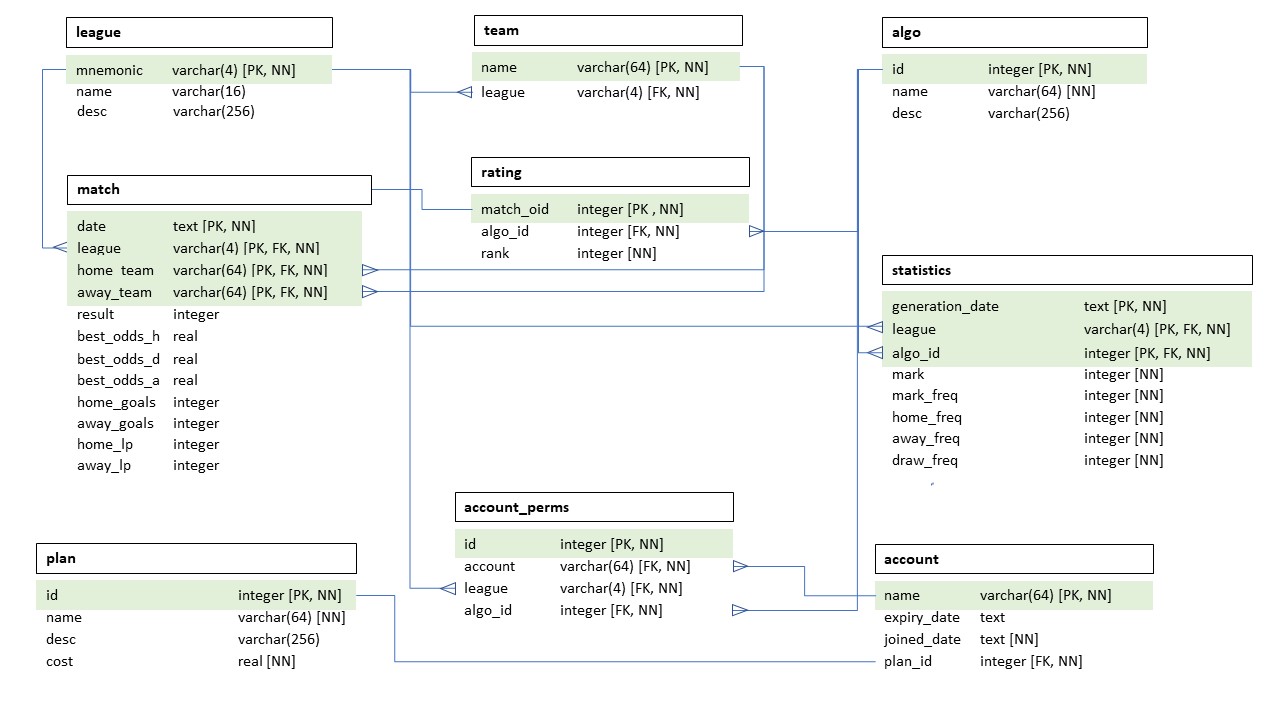 league
mnemonic varchar(4) [PK, NN]
name varchar(16)
desc varchar(256)
team
name varchar(64) [PK, NN]
league varchar(4) [FK, NN]
algo
id integer [PK, NN]
name varchar(64) [NN]
desc varchar(256)
match
date text [PK, NN]
league varchar(4) [PK, FK, NN]
home_team varchar(64) [PK, FK, NN]
away_team varchar(64) [PK, FK, NN]
result integer
best_odds_h real
best_odds_d real
best_odds_a real
home_goals integer
away_goals integer
home_lp integer
away_lp integer
rating
match_oid integer [PK , NN]
algo_id integer [FK, NN]
rank integer [NN]
statistics
generation_date text [PK, NN]
league varchar(4) [PK, FK, NN]
algo_id integer [PK, FK, NN]
mark integer [NN]
mark_freq integer [NN]
home_freq integer [NN]
away_freq integer [NN]
draw_freq integer [NN]
plan
id integer [PK, NN]
name varchar(64) [NN]
desc varchar(256)
cost real [NN]
account_perms
id integer [PK, NN]
account varchar(64) [FK, NN]
league varchar(4) [FK, NN]
algo_id integer [FK, NN]
account
name varchar(64) [PK, NN]
expiry_date text
joined_date text [NN]
plan_id integer [FK, NN]